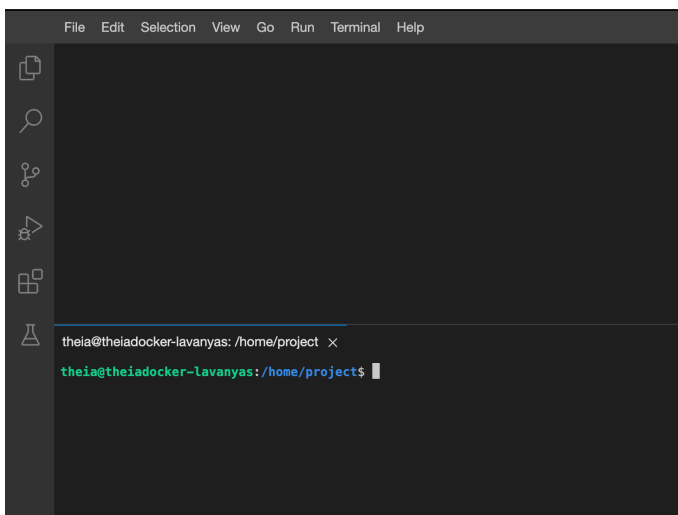 File Edit Selection View Go Run Terminal Help
theia@theiadocker-lavanyas: /home/project ×
theia@theiadocker-lavanyas:/home/project$